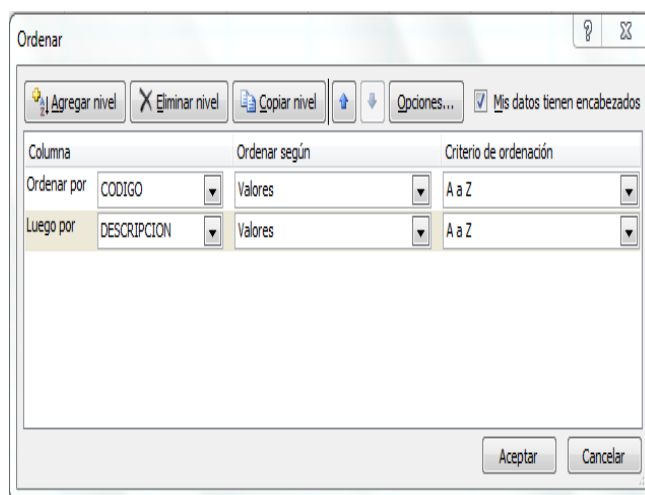 Ordenar
Agregar nivel Eliminar nivel Copiar nivel Opciones... Mis datos tienen encabezados
Columna Ordenar según Criterio de ordenación
Ordenar por CODIGO Valores A a Z
Luego por DESCRIPCION Valores A a Z
Aceptar Cancelar